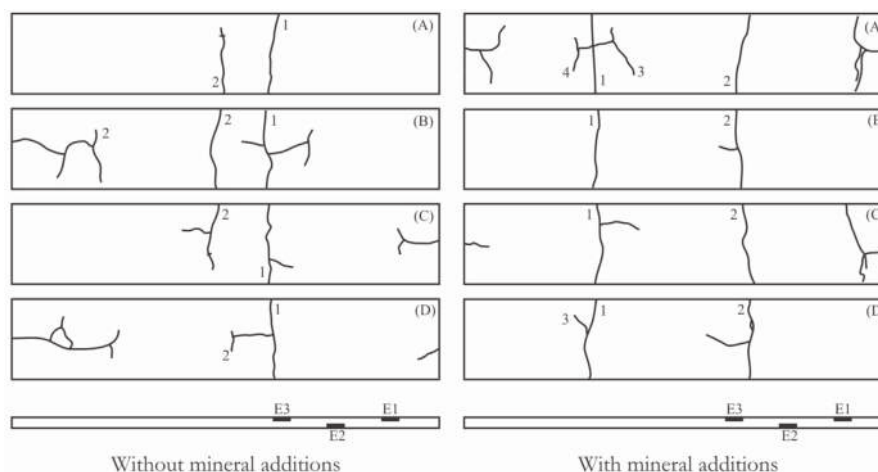 1
(A)
2
2
2
1
(B)
2
(C)
1
1
(D)
2
E3
E1
E2
Without mineral additions
(A
4
3
1
2
1
2
1
2
3
1
2
(D
E3
E1
E2
With mineral additions